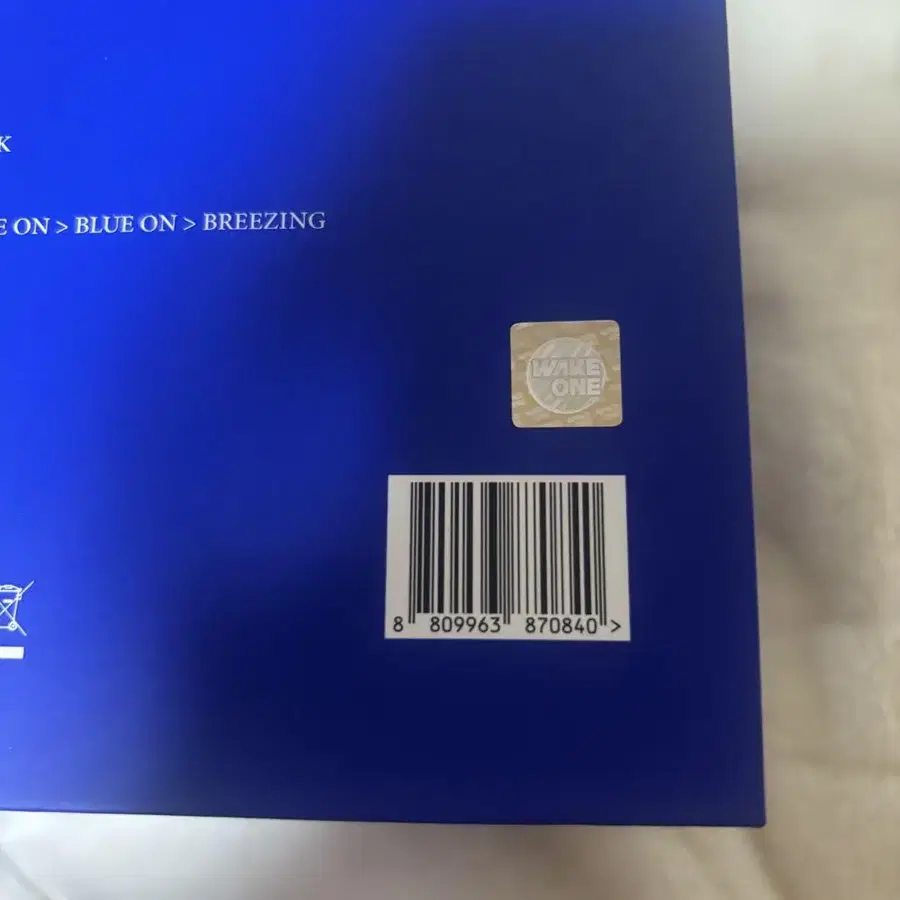 K
E ON > BLUE ON > BREEZING
WAKE
ONE
8 809963 870840 >